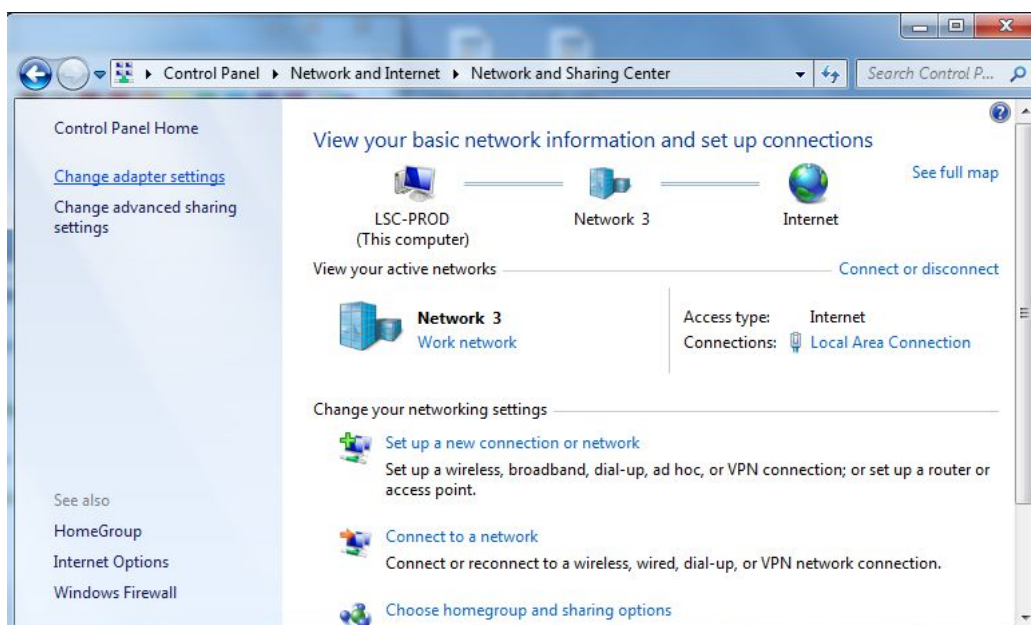 Control Panel ▸ Network and Internet ▸ Network and Sharing Center
Search Control P...
Control Panel Home
Change adapter settings
Change advanced sharing
settings
See also
HomeGroup
Internet Options
Windows Firewall
View your basic network information and set up connections
See full map
LSC-PROD
(This computer)
Network 3
Internet
View your active networks
Connect or disconnect
Network 3
Work network
Access type: Internet
Connections: Local Area Connection
Change your networking settings
Set up a new connection or network
Set up a wireless, broadband, dial-up, ad hoc, or VPN connection; or set up a router or
access point.
Connect to a network
Connect or reconnect to a wireless, wired, dial-up, or VPN network connection.
Choose homegroup and sharing options